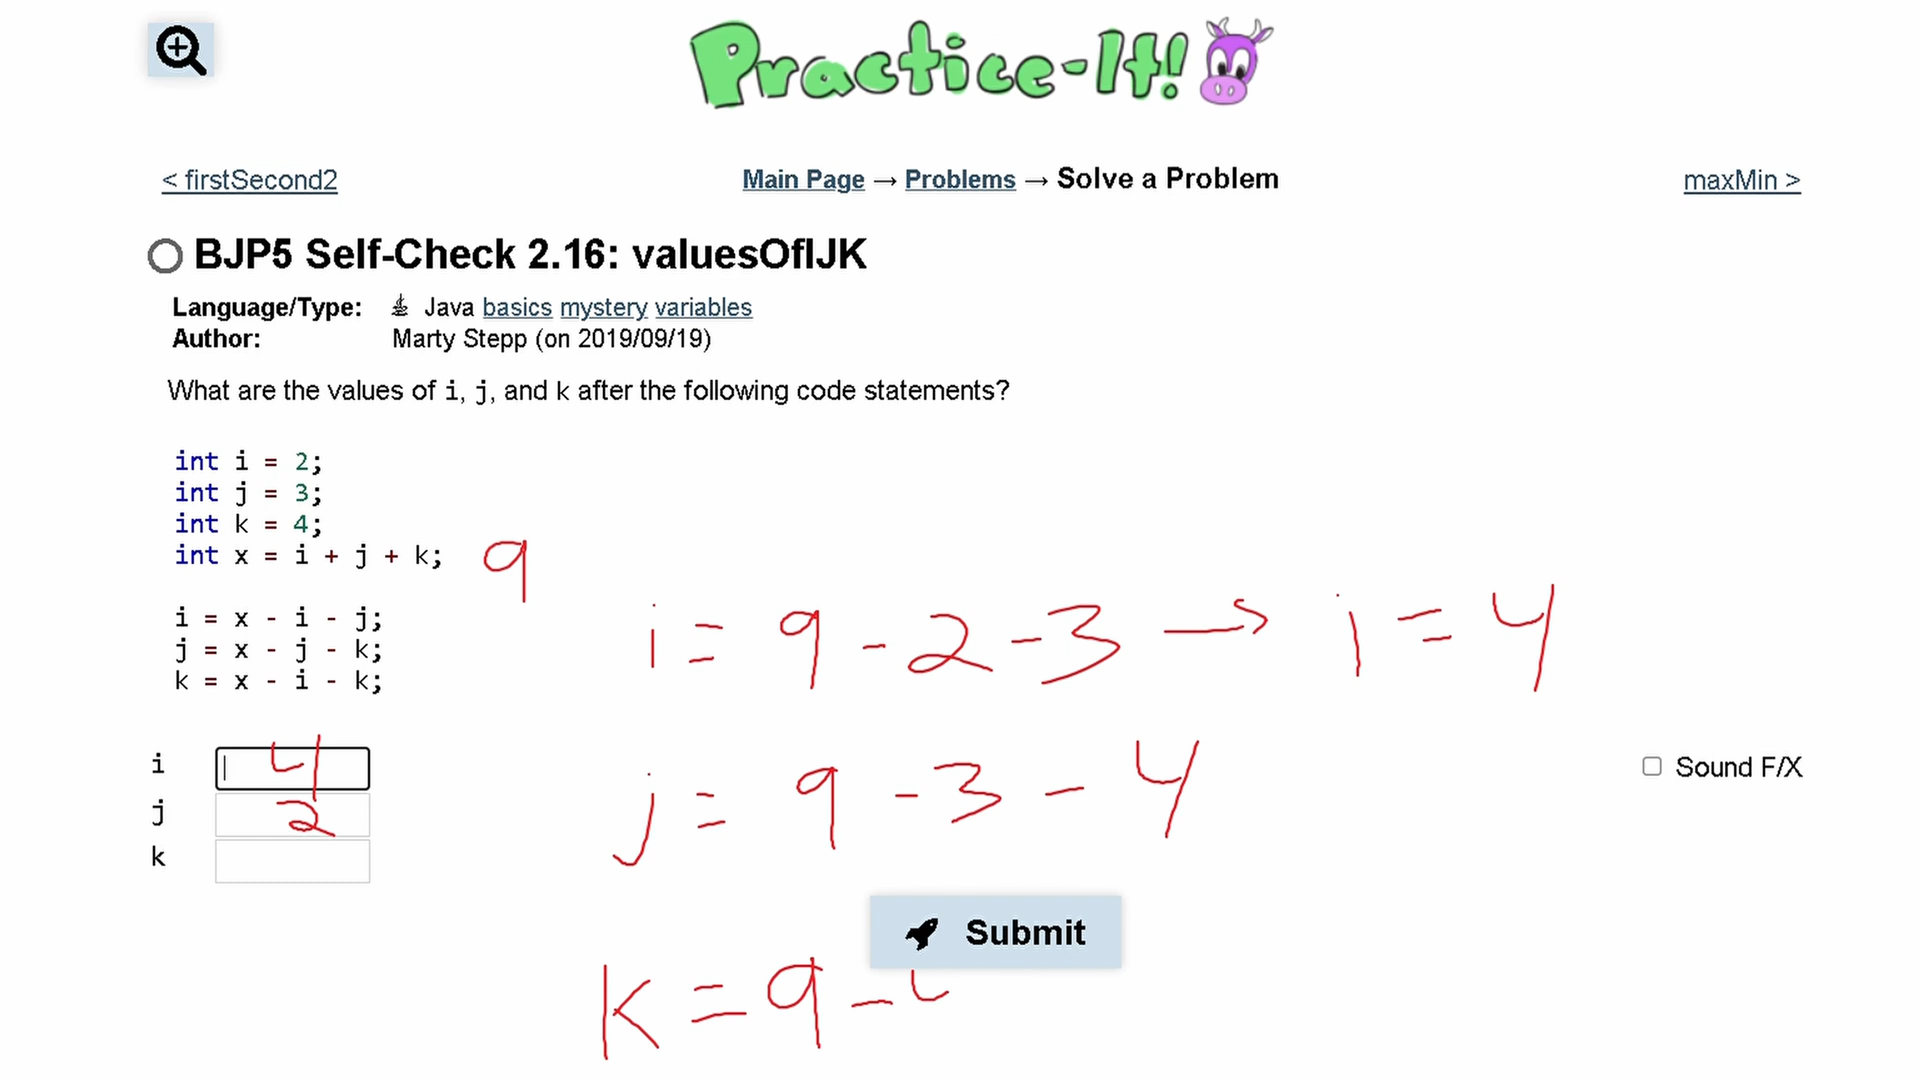 Practice-It!
< firstSecond2
Main Page → Problems → Solve a Problem
maxMin >
BJP5 Self-Check 2.16: valuesOfIJK
Language/Type: Java basics mystery variables
Author: Marty Stepp (on 2019/09/19)
What are the values of i, j, and k after the following code statements?
int i = 2;
int j = 3;
int k = 4;
int x = i + j + k; 9
i = x - i - j;
j = x - j - k;
k = x - i - k;
i = 9 - 2 - 3 → i = 4
i 4
j 2
k
j = 9 - 3 - 4
Sound F/X
Submit
k = 9 -